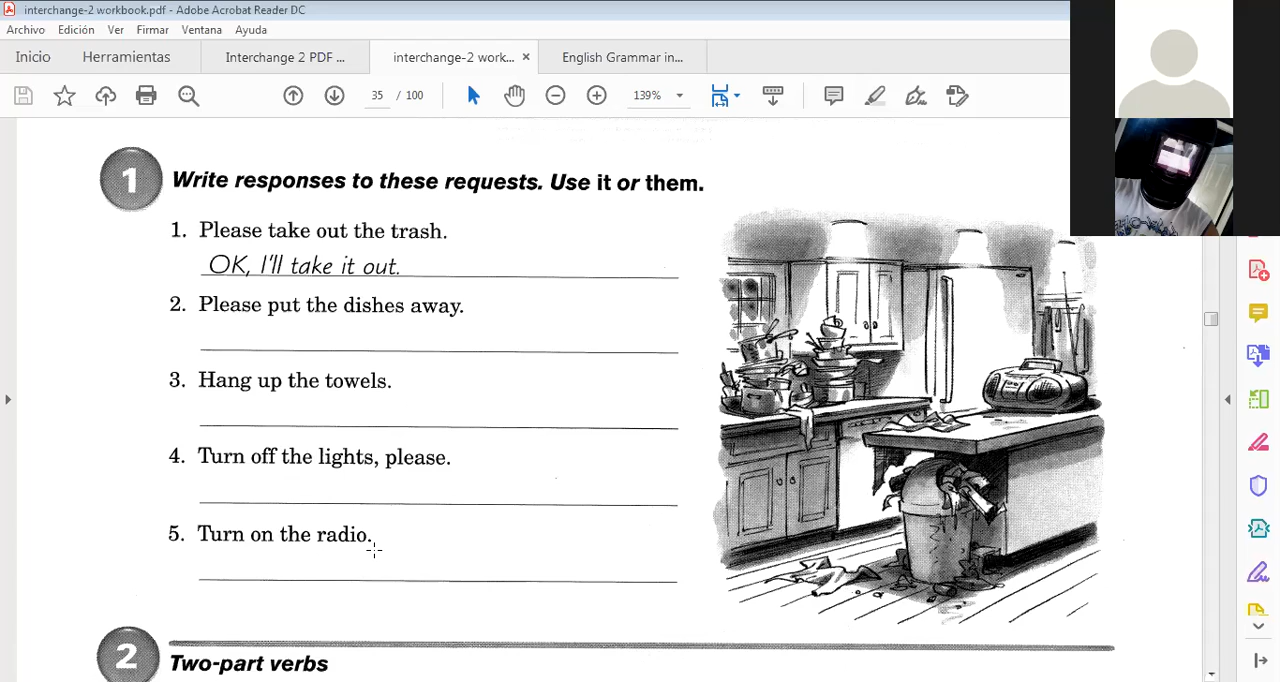 interchange-2 workbook.pdf - Adobe Acrobat Reader DC
Archivo Edición Ver Firmar Ventana Ayuda
Inicio Herramientas Interchange 2 PDF ... interchange-2 work... × English Grammar in...
35 / 100 139%
1 Write responses to these requests. Use it or them.
1. Please take out the trash.
OK, I'll take it out.
2. Please put the dishes away.
3. Hang up the towels.
4. Turn off the lights, please.
5. Turn on the radio.
2 Two-part verbs